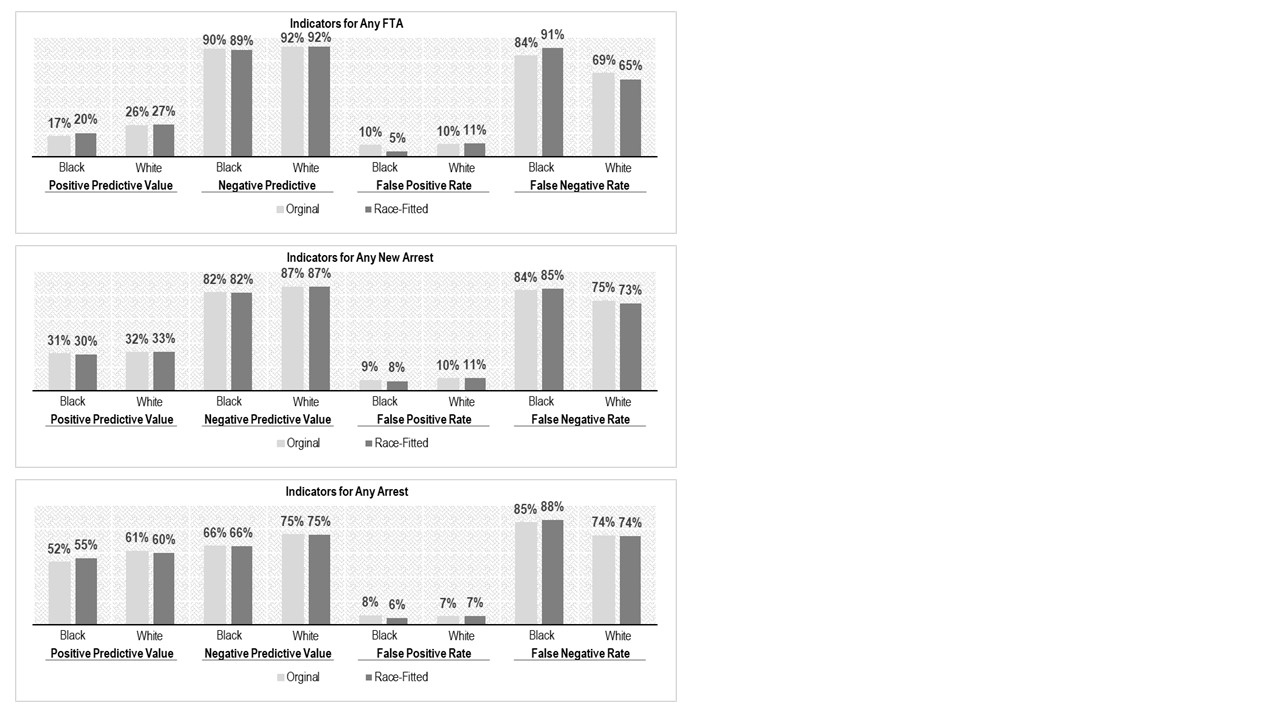 Indicators for Any FTA
17% 20% 26% 27% 90% 89% 92% 92% 10% 5% 10% 11% 84% 91% 69% 65%
Black White Black White Black White Black White
Positive Predictive Value Negative Predictive False Positive Rate False Negative Rate
Orginal Race-Fitted
Indicators for Any New Arrest
31% 30% 32% 33% 82% 82% 87% 87% 9% 8% 10% 11% 84% 85% 75% 73%
Black White Black White Black White Black White
Positive Predictive Value Negative Predictive Value False Positive Rate False Negative Rate
Orginal Race-Fitted
Indicators for Any Arrest
52% 55% 61% 60% 66% 66% 75% 75% 8% 6% 7% 7% 85% 88% 74% 74%
Black White Black White Black White Black White
Positive Predictive Value Negative Predictive Value False Positive Rate False Negative Rate
Orginal Race-Fitted